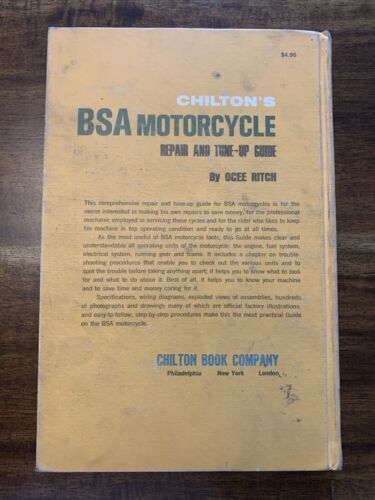 $4.95
CHILTON'S
BSA MOTORCYCLE
REPAIR AND TUNE-UP GUIDE
By OCEE RITCH
This comprehensive repair and tune-up guide for BSA motorcycles is for the
owner interested in making his own repairs to save money, for the professional
mechanic employed in servicing these cycles and for the rider who likes to keep
his machine in top operating condition and ready to go at all times.
As the most useful of BSA motorcycle tools, this Guide makes clear and
understandable all operating units of the motorcycle: the engine, fuel system,
electrical system, running gear and frame. It includes a chapter on trouble-
shooting procedures that enable you to check out the various units and to
spot the trouble before taking anything apart; it helps you know what to look
for and what to do about it. Best of all, it helps you to know your machine
and to save time and money caring for it.
Specifications, wiring diagrams, exploded views of assemblies, hundreds
of photographs and drawings many of which are official factory illustrations,
and easy-to-follow, step-by-step procedures make this the most practical Guide
on the BSA motorcycle.
CHILTON BOOK COMPANY
Philadelphia New York London